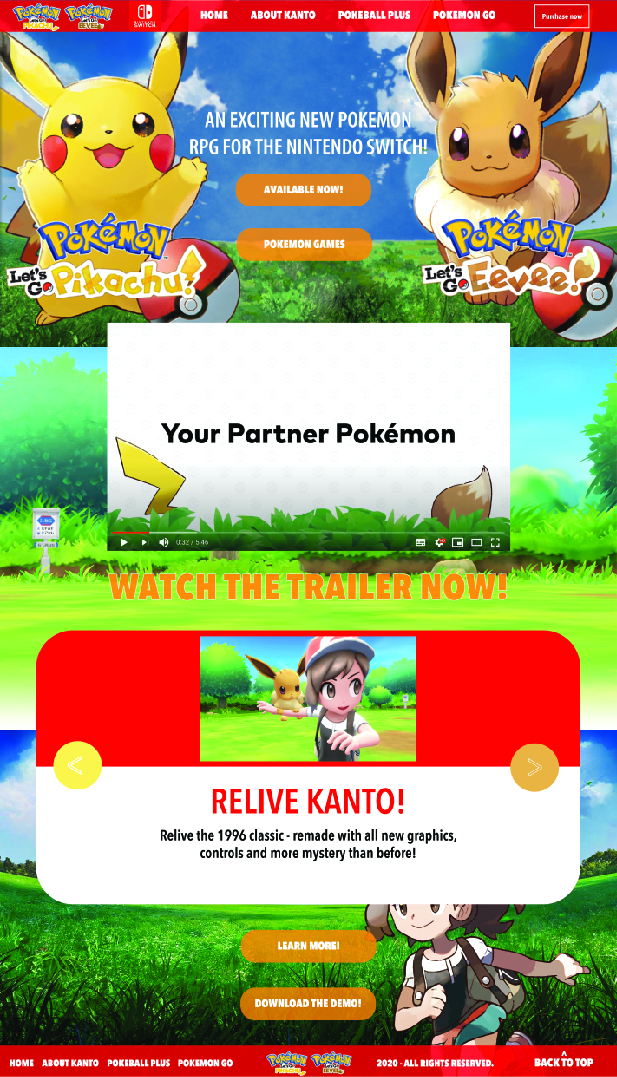 HOME ABOUT KANTO POKEBALL PLUS POKEMON GO Purchase now
AN EXCITING NEW POKEMON
RPG FOR THE NINTENDO SWITCH!
AVAILABLE NOW!
POKEMON GAMES
POKéMON
Let's Go Pikachu!
POKéMON
Let's Go Eevee!
Your Partner Pokémon
WATCH THE TRAILER NOW!
RELIVE KANTO!
Relive the 1996 classic - remade with all new graphics,
controls and more mystery than before!
LEARN MORE!
DOWNLOAD THE DEMO!
HOME ABOUT KANTO POKEBALL PLUS POKEMON GO 2020 - ALL RIGHTS RESERVED. BACK TO TOP